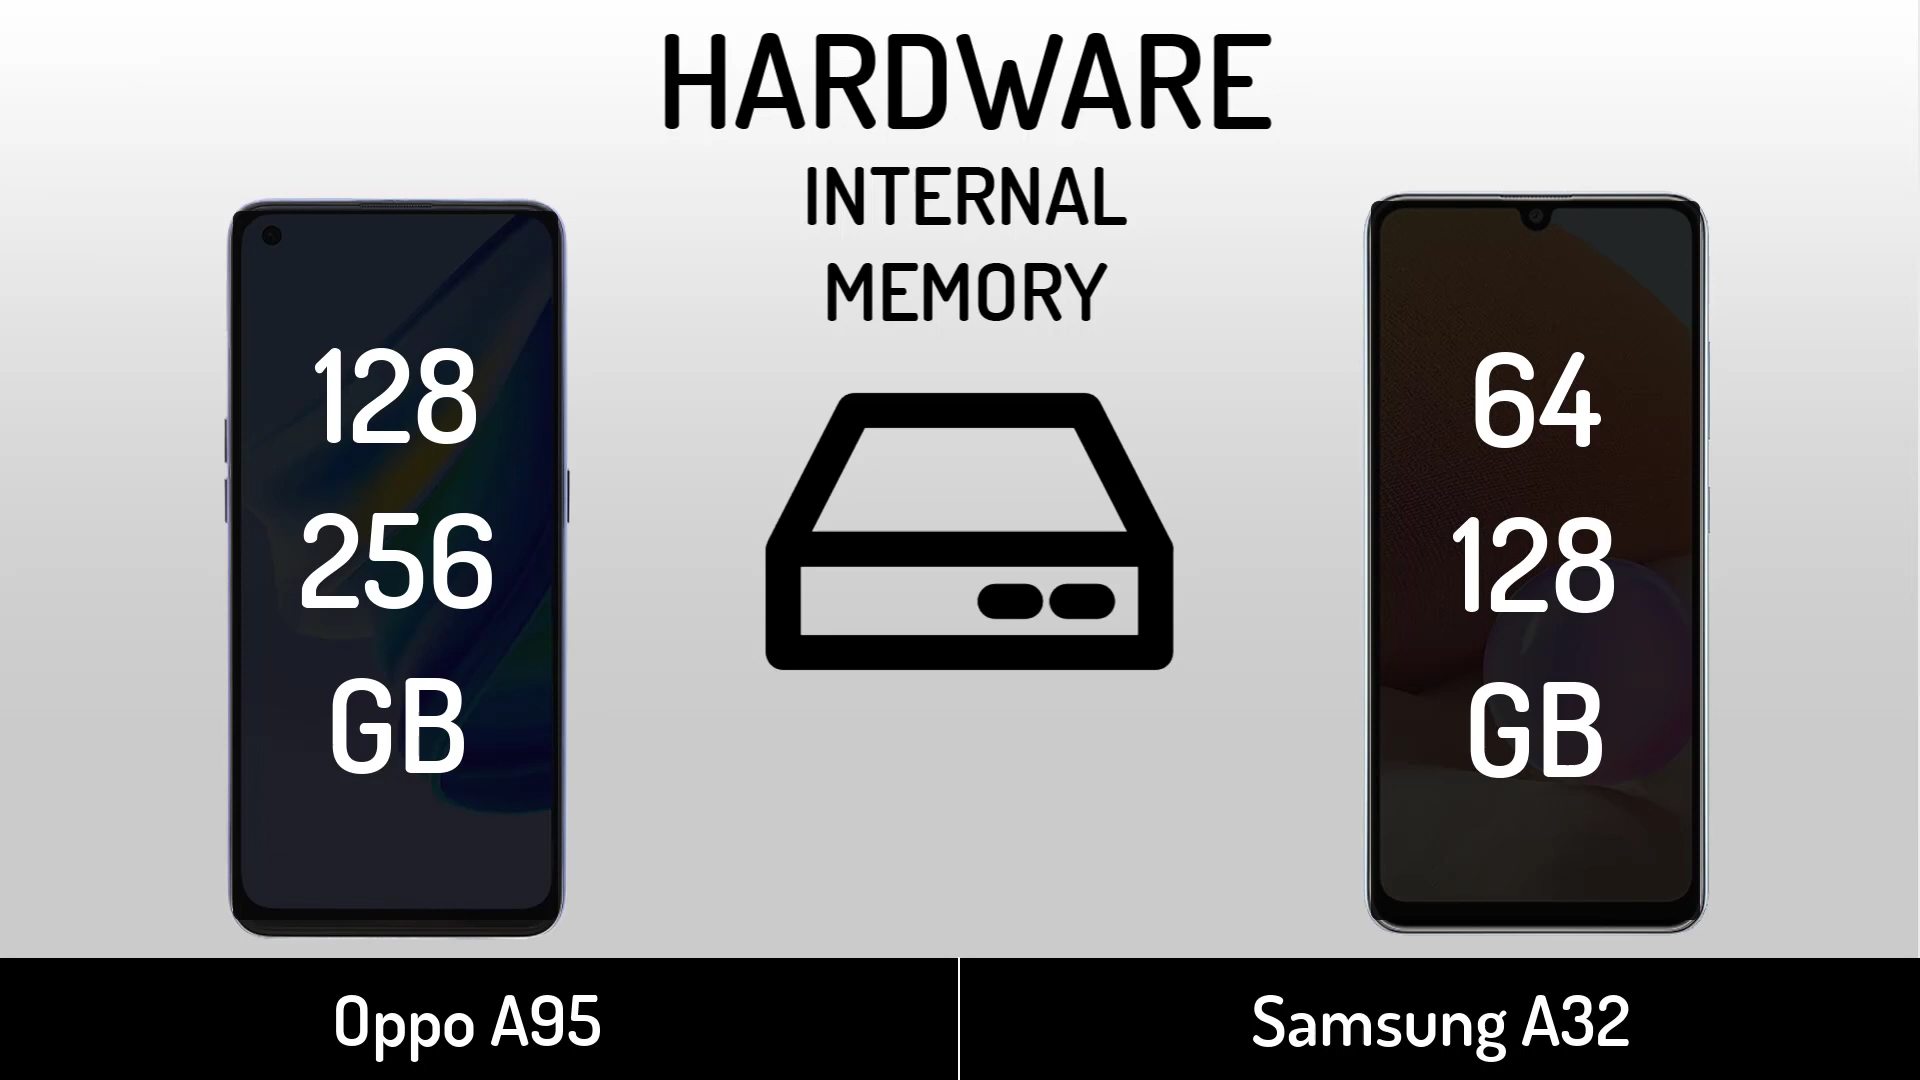 HARDWARE
INTERNAL
MEMORY
128
256
GB
64
128
GB
Oppo A95
Samsung A32